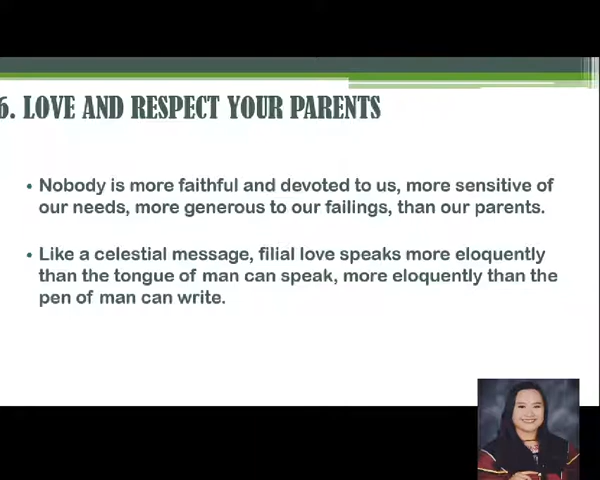 6. LOVE AND RESPECT YOUR PARENTS
• Nobody is more faithful and devoted to us, more sensitive of
our needs, more generous to our failings, than our parents.
• Like a celestial message, filial love speaks more eloquently
than the tongue of man can speak, more eloquently than the
pen of man can write.